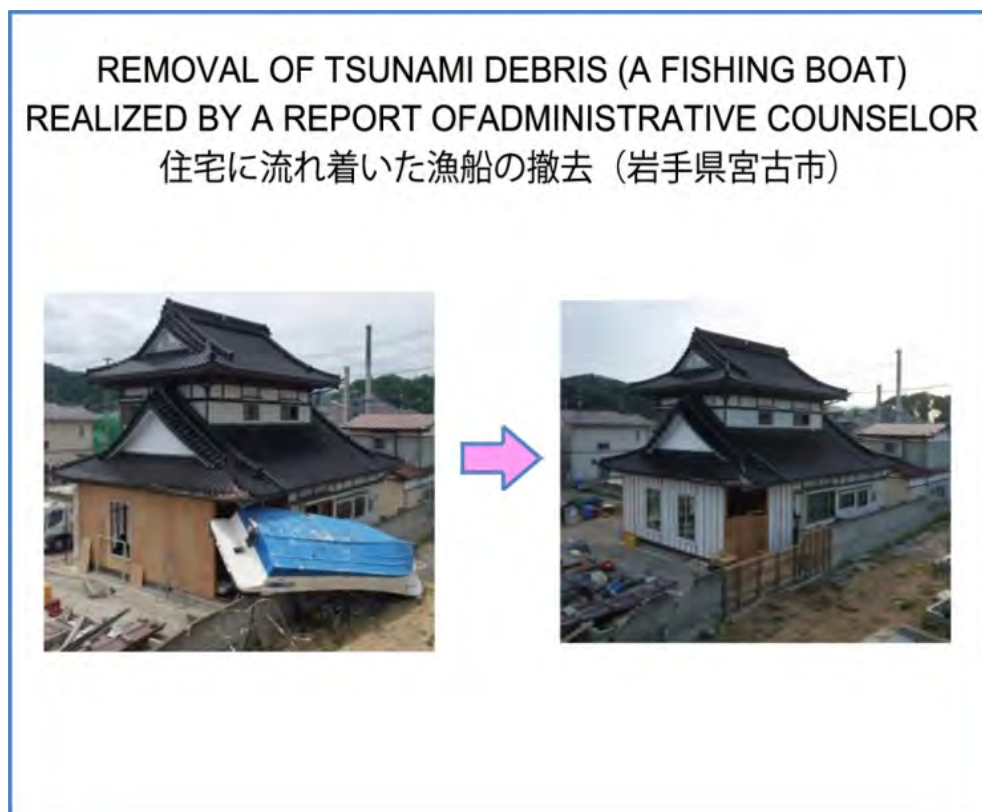 REMOVAL OF TSUNAMI DEBRIS (A FISHING BOAT)
REALIZED BY A REPORT OFADMINISTRATIVE COUNSELOR
住宅に流れ着いた漁船の撤去（岩手県宮古市）